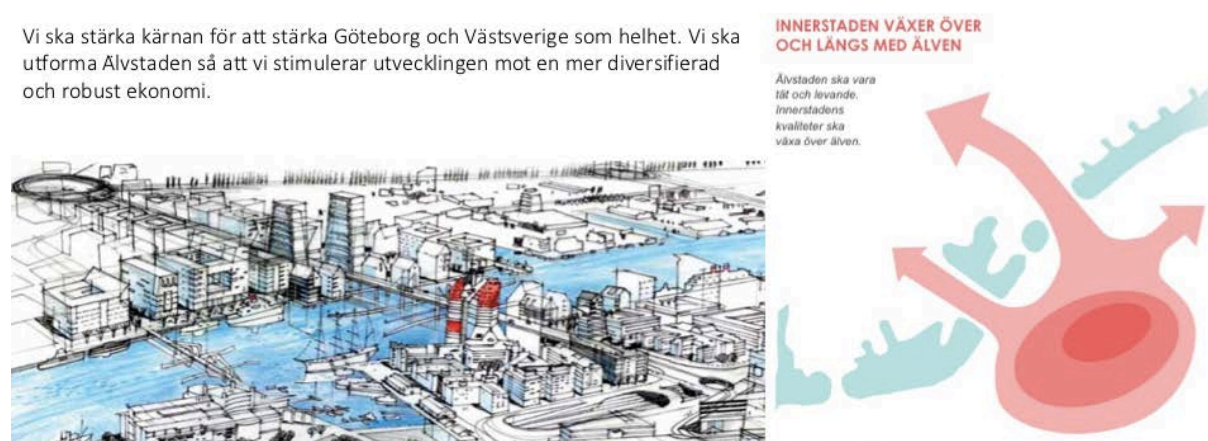 Vi ska stärka kärnan för att stärka Göteborg och Västsverige som helhet. Vi ska
utforma Älvstaden så att vi stimulerar utvecklingen mot en mer diversifierad
och robust ekonomi.
INNERSTADEN VÄXER ÖVER
OCH LÄNGS MED ÄLVEN
Älvstaden ska vara
tät och levande.
Innerstadens
kvaliteter ska
växa över älven.